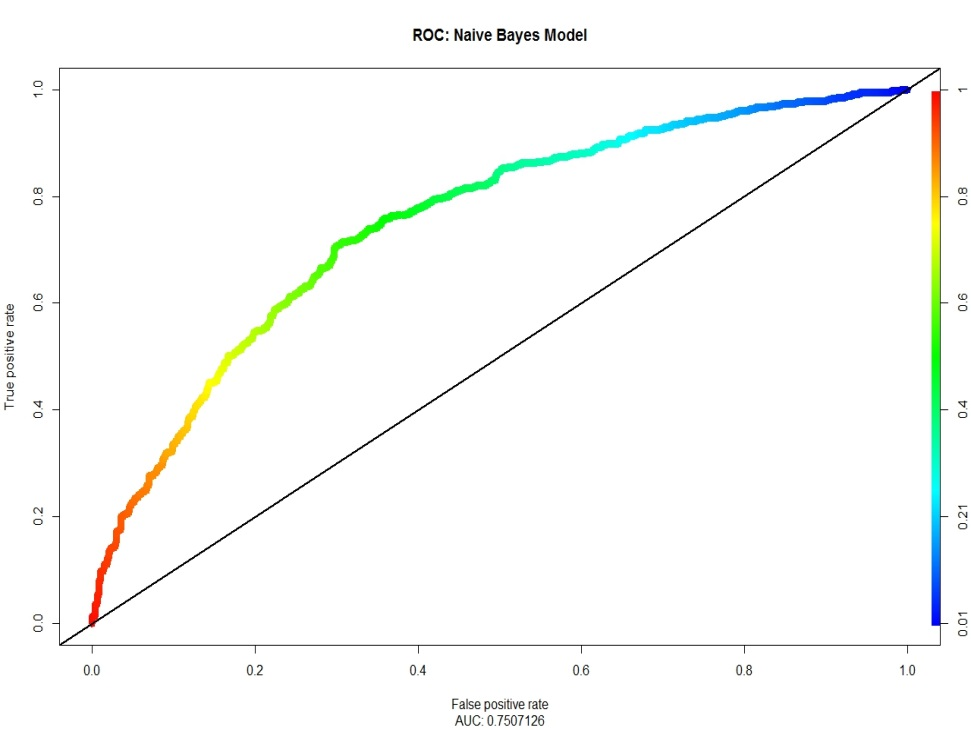 ROC: Naive Bayes Model
True positive rate
1.0
0.8
0.6
0.4
0.2
0.0
1
0.8
0.6
0.4
0.21
0.01
0.0 0.2 0.4 0.6 0.8 1.0
False positive rate
AUC: 0.7507126